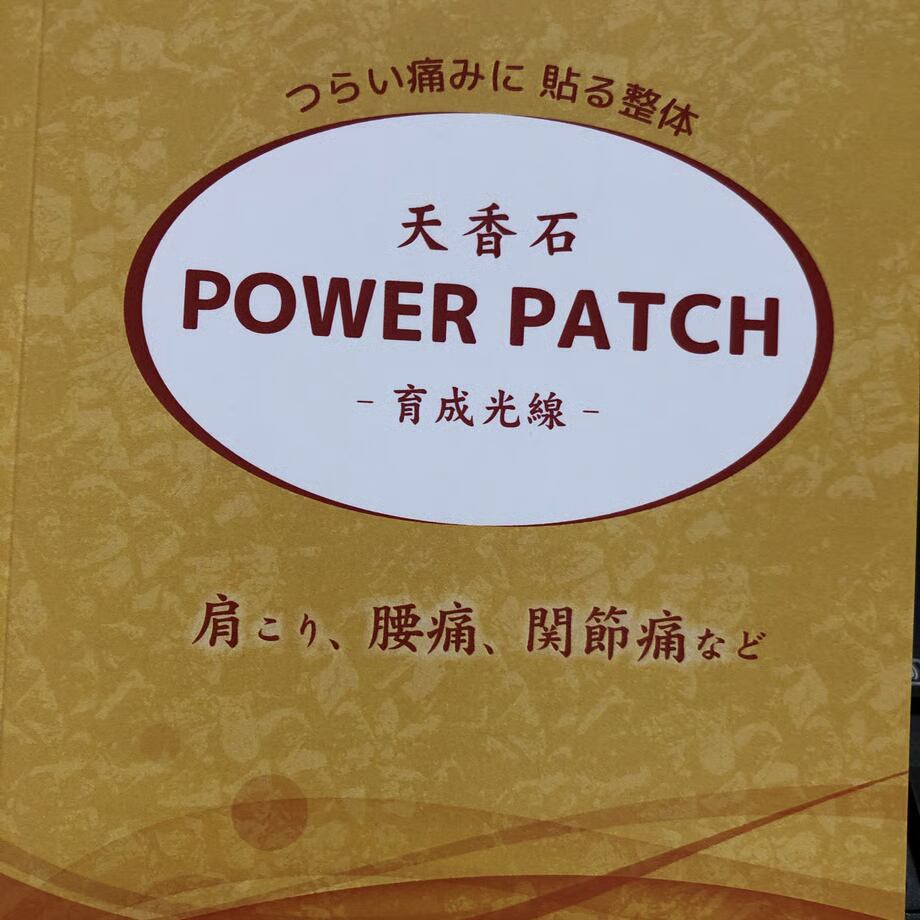 つらい痛みに 貼る整体
天香石
POWER PATCH
- 育成光線 -
肩こり、腰痛、関節痛など